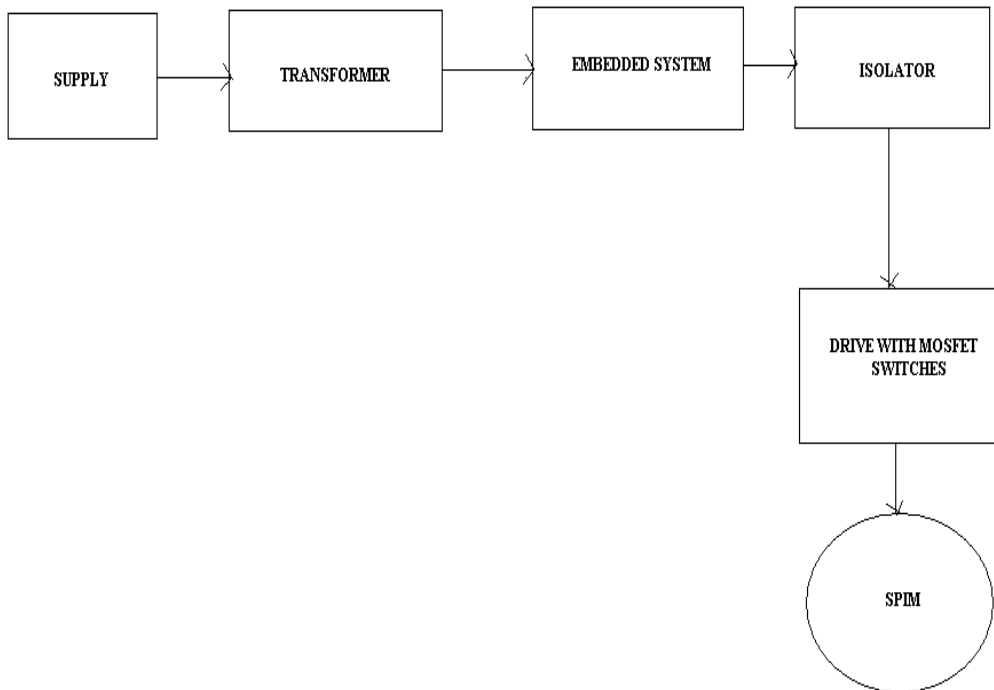 SUPPLY
TRANSFORMER
EMBEDDED SYSTEM
ISOLATOR
DRIVE WITH MOSFET
SWITCHES
SPIM